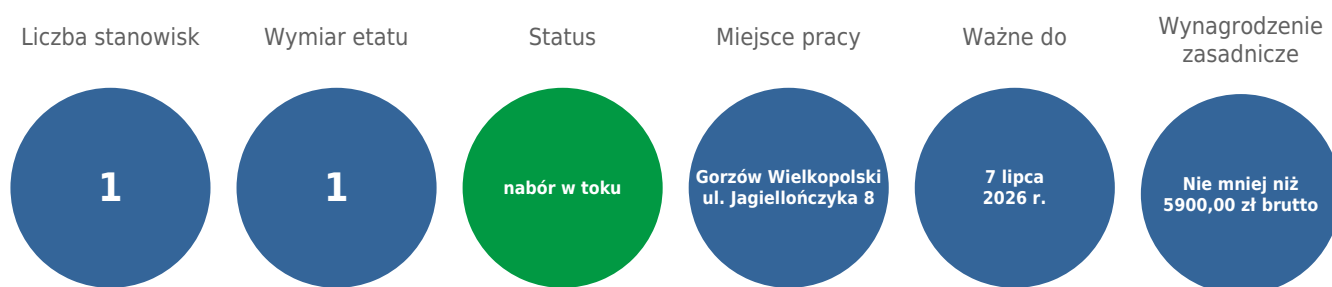 Liczba stanowisk
1
Wymiar etatu
1
Status
nabór w toku
Miejsce pracy
Gorzów Wielkopolski
ul. Jagiellończyka 8
Ważne do
7 lipca
2026 r.
Wynagrodzenie
zasadnicze
Nie mniej niż
5900,00 zł brutto